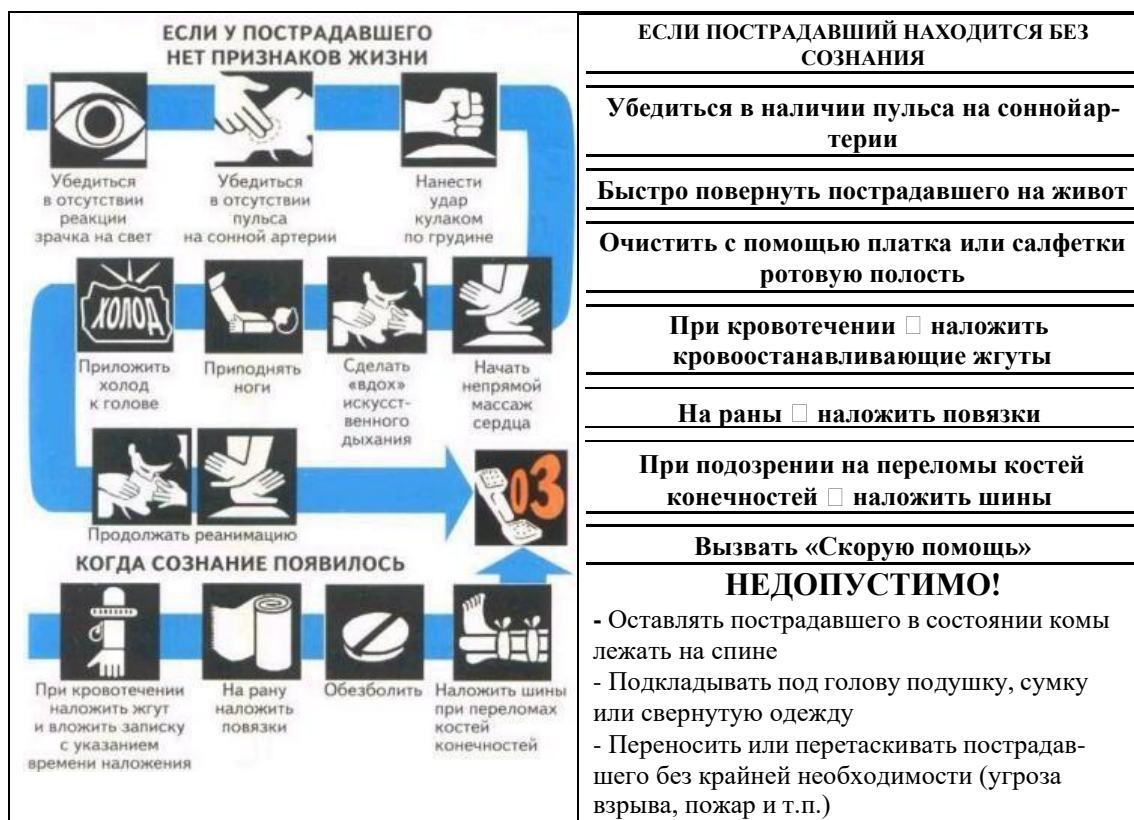 ЕСЛИ У ПОСТРАДАВШЕГО
НЕТ ПРИЗНАКОВ ЖИЗНИ
Убедиться
в отсутствии
реакции
зрачка на свет
Убедиться
в отсутствии
пульса
на сонной артерии
Нанести
удар
кулаком
по грудине
ХОЛОД
Приложить
холод
к голове
Приподнять
ноги
Сделать
«вдох»
искусст-
венного
дыхания
Начать
непрямой
массаж
сердца
Продолжать реанимацию
03
КОГДА СОЗНАНИЕ ПОЯВИЛОСЬ
При кровотечении
наложить жгут
и вложить записку
с указанием
времени наложения
На рану
наложить
повязки
Обезболить
Наложить шины
при переломах
костей
конечностей
ЕСЛИ ПОСТРАДАВШИЙ НАХОДИТСЯ БЕЗ
СОЗНАНИЯ
Убедиться в наличии пульса на соннойар-
терии
Быстро повернуть пострадавшего на живот
Очистить с помощью платка или салфетки
ротовую полость
При кровотечении □ наложить
кровоостанавливающие жгуты
На раны □ наложить повязки
При подозрении на переломы костей
конечностей □ наложить шины
Вызвать «Скорую помощь»
НЕДОПУСТИМО!
- Оставлять пострадавшего в состоянии комы
лежать на спине
- Подкладывать под голову подушку, сумку
или свернутую одежду
- Переносить или перетаскивать пострадав-
шего без крайней необходимости (угроза
взрыва, пожар и т.п.)